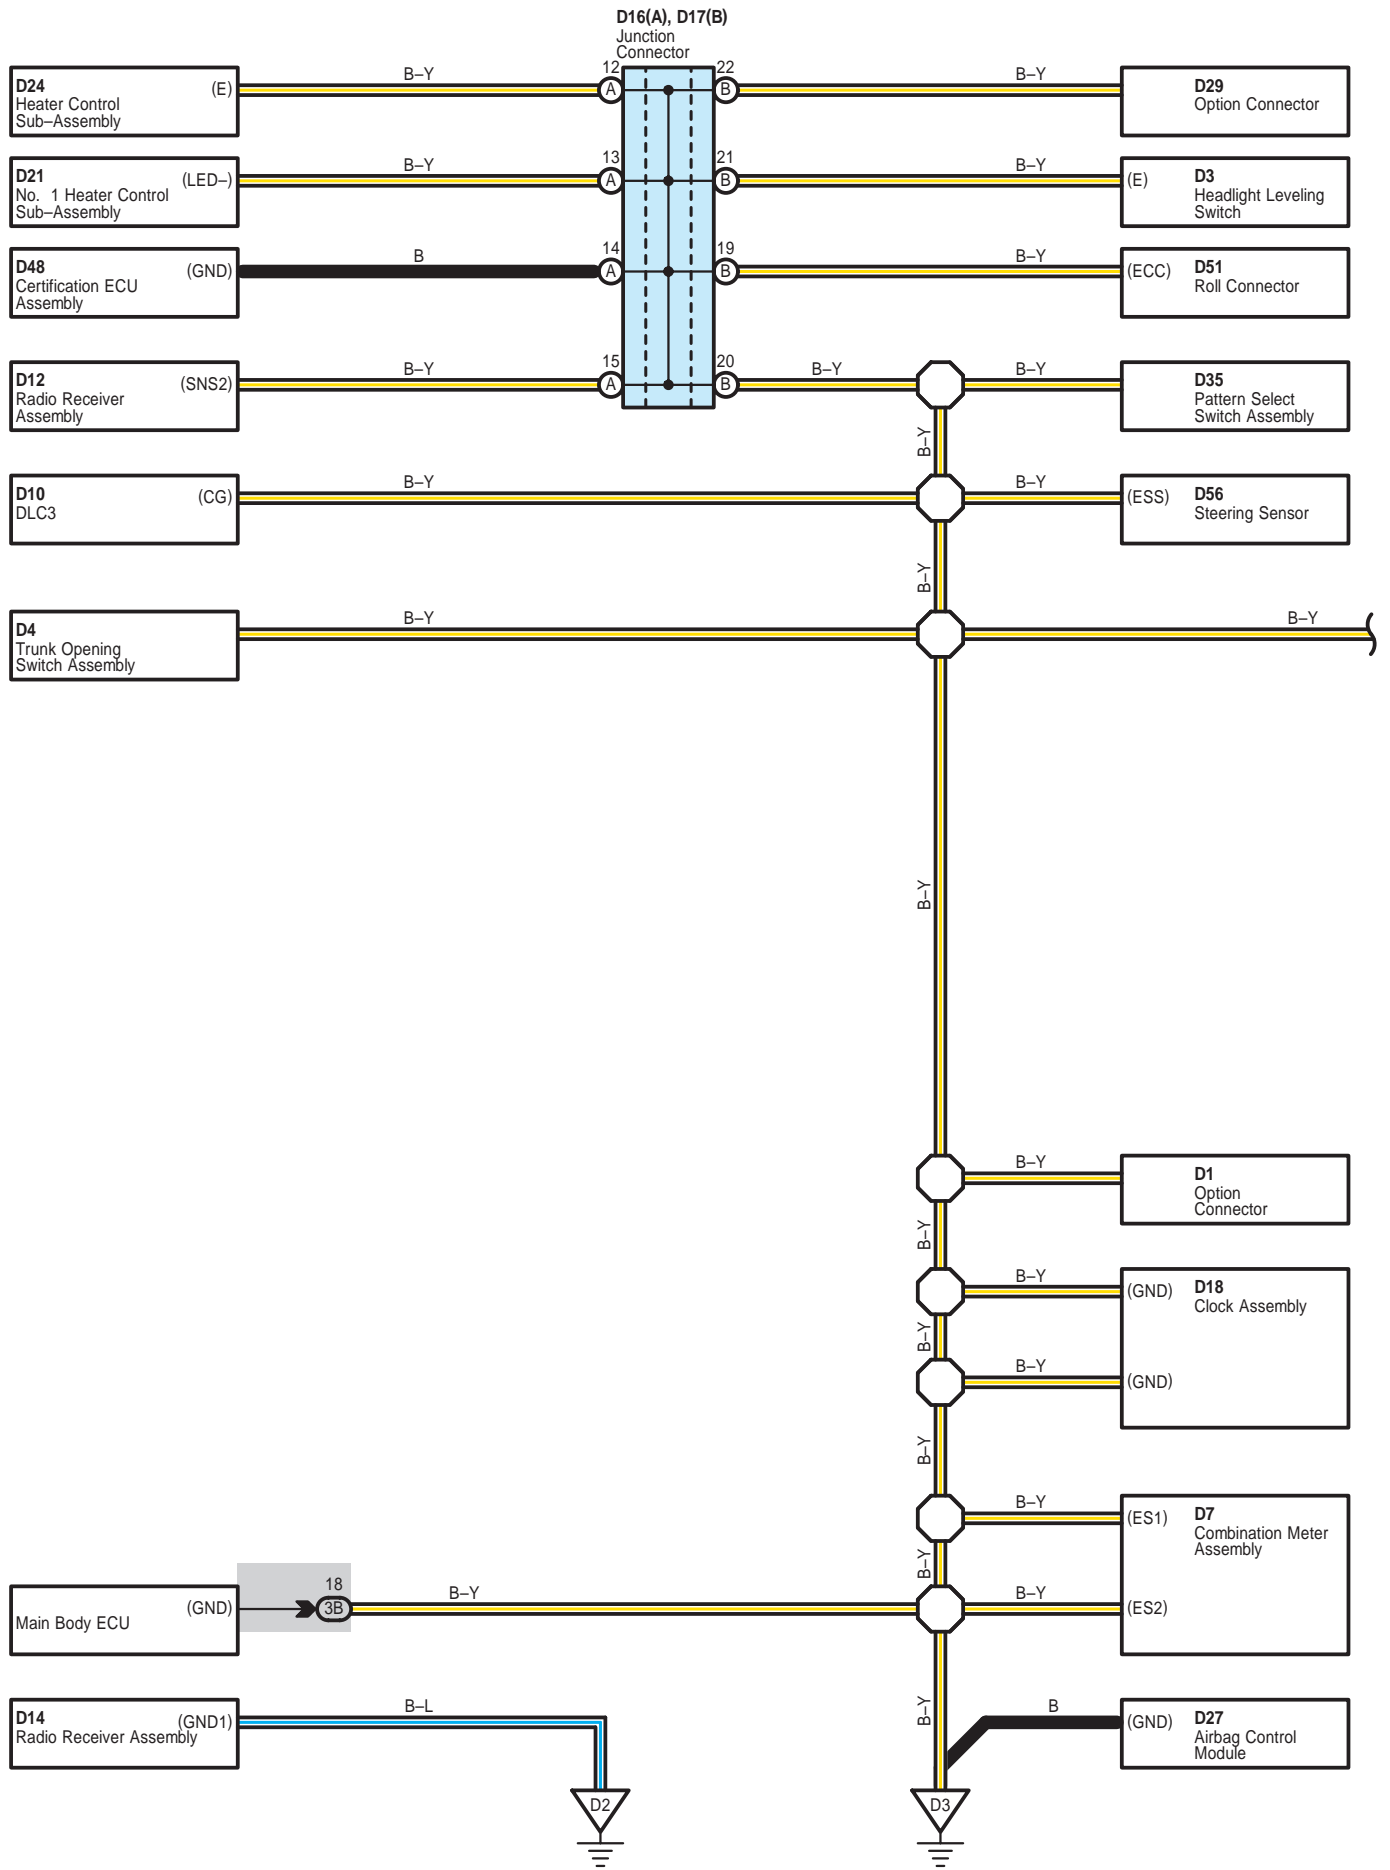 D16(A), D17(B)
Junction
Connector
D24
Heater Control
Sub–Assembly
(E)
B–Y
12
A
22
B
B–Y
D29
Option Connector
D21
No. 1 Heater Control
Sub–Assembly
(LED–)
B–Y
13
A
21
B
B–Y
(E)
D3
Headlight Leveling
Switch
D48
Certification ECU
Assembly
(GND)
B
14
A
19
B
B–Y
(ECC)
D51
Roll Connector
D12
Radio Receiver
Assembly
(SNS2)
B–Y
15
A
20
B
B–Y
B–Y
D35
Pattern Select
Switch Assembly
B–Y
D10
DLC3
(CG)
B–Y
B–Y
(ESS)
D56
Steering Sensor
B–Y
D4
Trunk Opening
Switch Assembly
B–Y
B–Y
B–Y
B–Y
D1
Option
Connector
B–Y
B–Y
(GND)
D18
Clock Assembly
B–Y
B–Y
(GND)
B–Y
B–Y
(ES1)
D7
Combination Meter
Assembly
B–Y
Main Body ECU
(GND)
18
3B
B–Y
B–Y
(ES2)
D14
Radio Receiver Assembly
(GND1)
B–L
B–Y
B
(GND)
D27
Airbag Control
Module
D2
D3